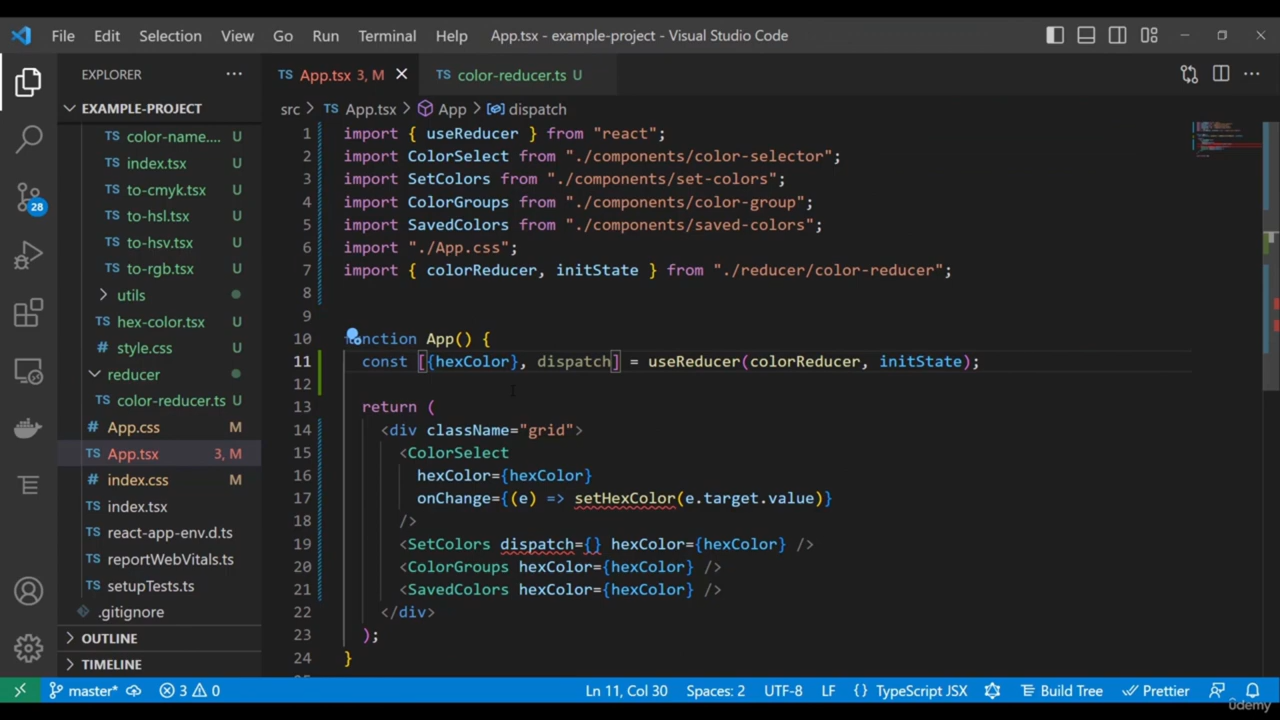 File Edit Selection View Go Run Terminal Help App.tsx - example-project - Visual Studio Code
EXPLORER ···
TS App.tsx 3, M
TS color-reducer.ts U
EXAMPLE-PROJECT
src > TS App.tsx > App > dispatch
TS color-name.... U
TS index.tsx U
TS to-cmyk.tsx U
TS to-hsl.tsx U
TS to-hsv.tsx U
TS to-rgb.tsx U
utils
TS hex-color.tsx U
TS style.css U
reducer
TS color-reducer.ts U
# App.css M
TS App.tsx 3, M
# index.css M
TS index.tsx
TS react-app-env.d.ts
TS reportWebVitals.ts
TS setupTests.ts
.gitignore
OUTLINE
TIMELINE
28
1 import { useReducer } from "react";
2 import ColorSelect from "./components/color-selector";
3 import SetColors from "./components/set-colors";
4 import ColorGroups from "./components/color-group";
5 import SavedColors from "./components/saved-colors";
6 import "./App.css";
7 import { colorReducer, initState } from "./reducer/color-reducer";
8
9
10 nction App() {
11 const [{hexColor}, dispatch] = useReducer(colorReducer, initState);
12
13 return (
14 <div className="grid">
15 <ColorSelect
16 hexColor={hexColor}
17 onChange={(e) => setHexColor(e.target.value)}
18 />
19 <SetColors dispatch={} hexColor={hexColor} />
20 <ColorGroups hexColor={hexColor} />
21 <SavedColors hexColor={hexColor} />
22 </div>
23 );
24 }
master* 3 0 Ln 11, Col 30 Spaces: 2 UTF-8 LF {} TypeScript JSX Build Tree Prettier
ûdemy